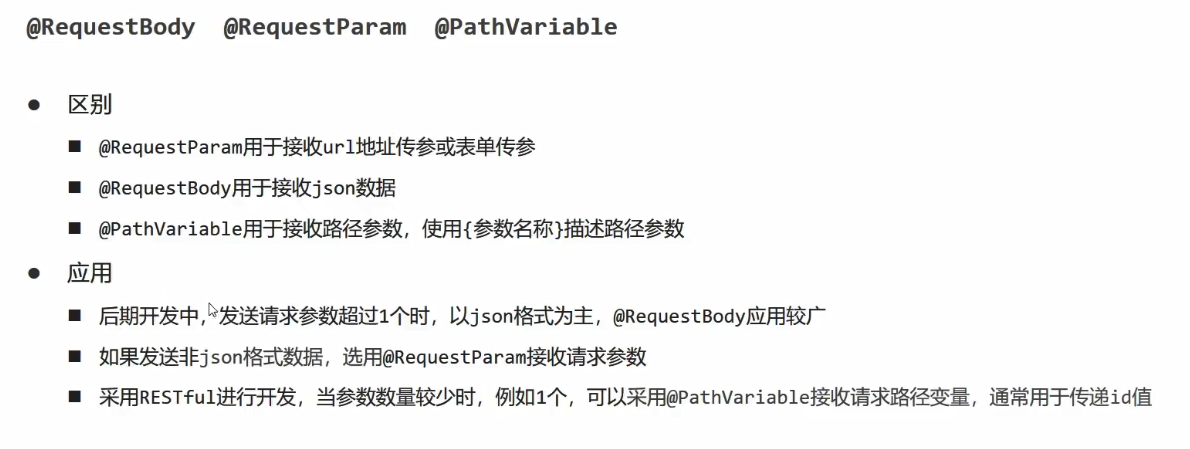 @RequestBody @RequestParam @PathVariable
● 区别
■ @RequestParam用于接收url地址传参或表单传参
■ @RequestBody用于接收json数据
■ @PathVariable用于接收路径参数，使用{参数名称}描述路径参数
● 应用
■ 后期开发中，发送请求参数超过1个时，以json格式为主，@RequestBody应用较广
■ 如果发送非json格式数据，选用@RequestParam接收请求参数
■ 采用RESTful进行开发，当参数数量较少时，例如1个，可以采用@PathVariable接收请求路径变量，通常用于传递id值